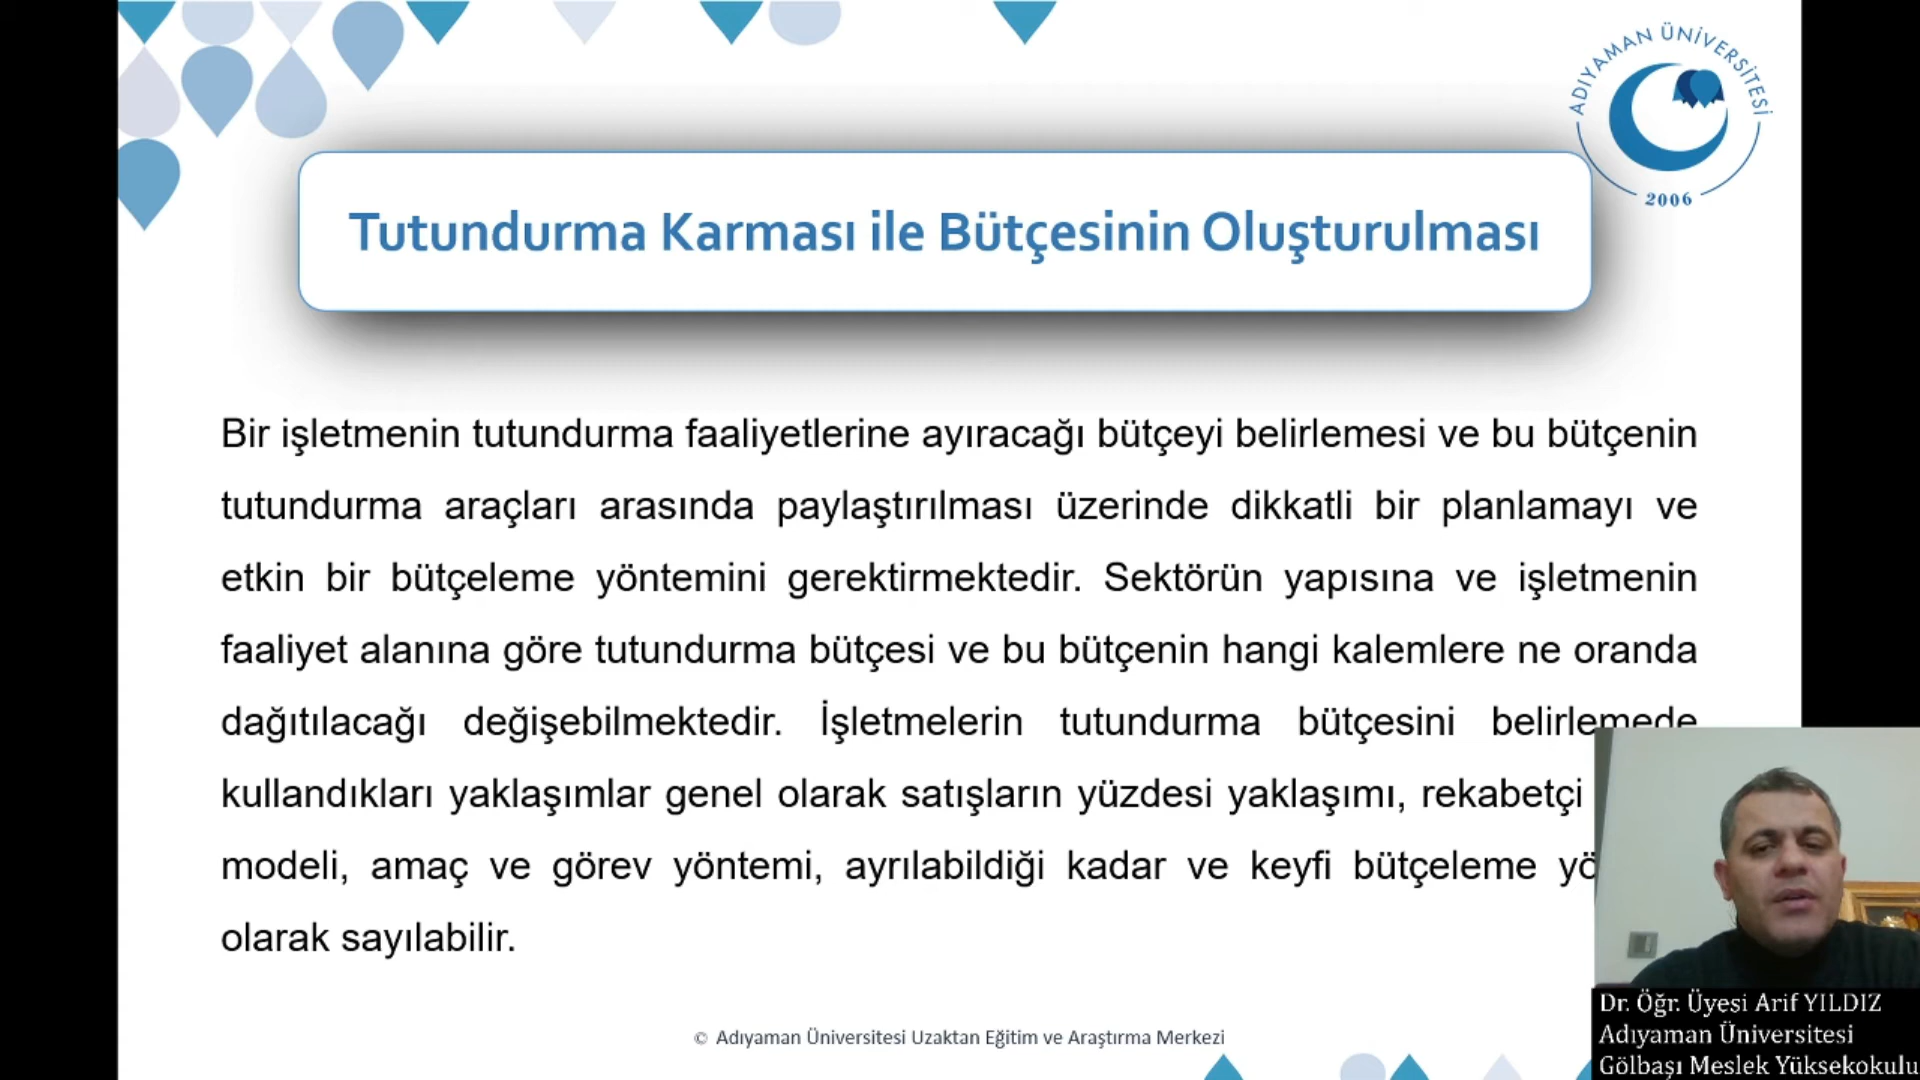 ADIYAMAN ÜNİVERSİTESİ
2006
Tutundurma Karması ile Bütçesinin Oluşturulması
Bir işletmenin tutundurma faaliyetlerine ayıracağı bütçeyi belirlemesi ve bu bütçenin
tutundurma araçları arasında paylaştırılması üzerinde dikkatli bir planlamayı ve
etkin bir bütçeleme yöntemini gerektirmektedir. Sektörün yapısına ve işletmenin
faaliyet alanına göre tutundurma bütçesi ve bu bütçenin hangi kalemlere ne oranda
dağıtılacağı değişebilmektedir. İşletmelerin tutundurma bütçesini belirlemede
kullandıkları yaklaşımlar genel olarak satışların yüzdesi yaklaşımı, rekabetçi
modeli, amaç ve görev yöntemi, ayrılabildiği kadar ve keyfi bütçeleme
olarak sayılabilir.
© Adıyaman Üniversitesi Uzaktan Eğitim ve Araştırma Merkezi
Dr. Öğr. Üyesi Arif YILDIZ
Adıyaman Üniversitesi
Gölbaşı Meslek Yüksekokulu